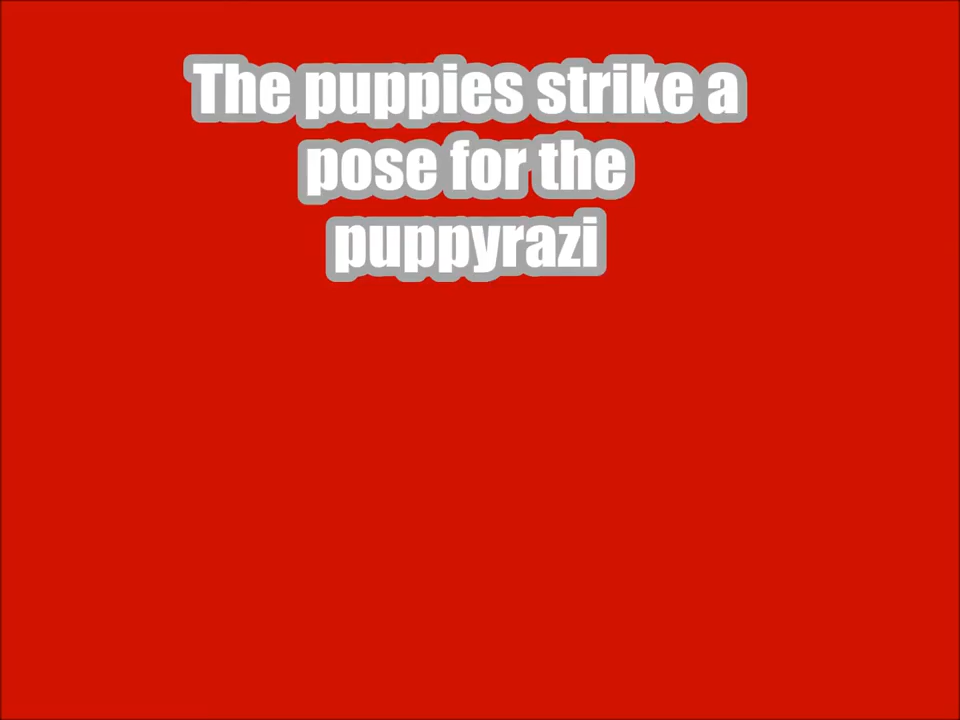 The puppies strike a
pose for the
puppyrazi